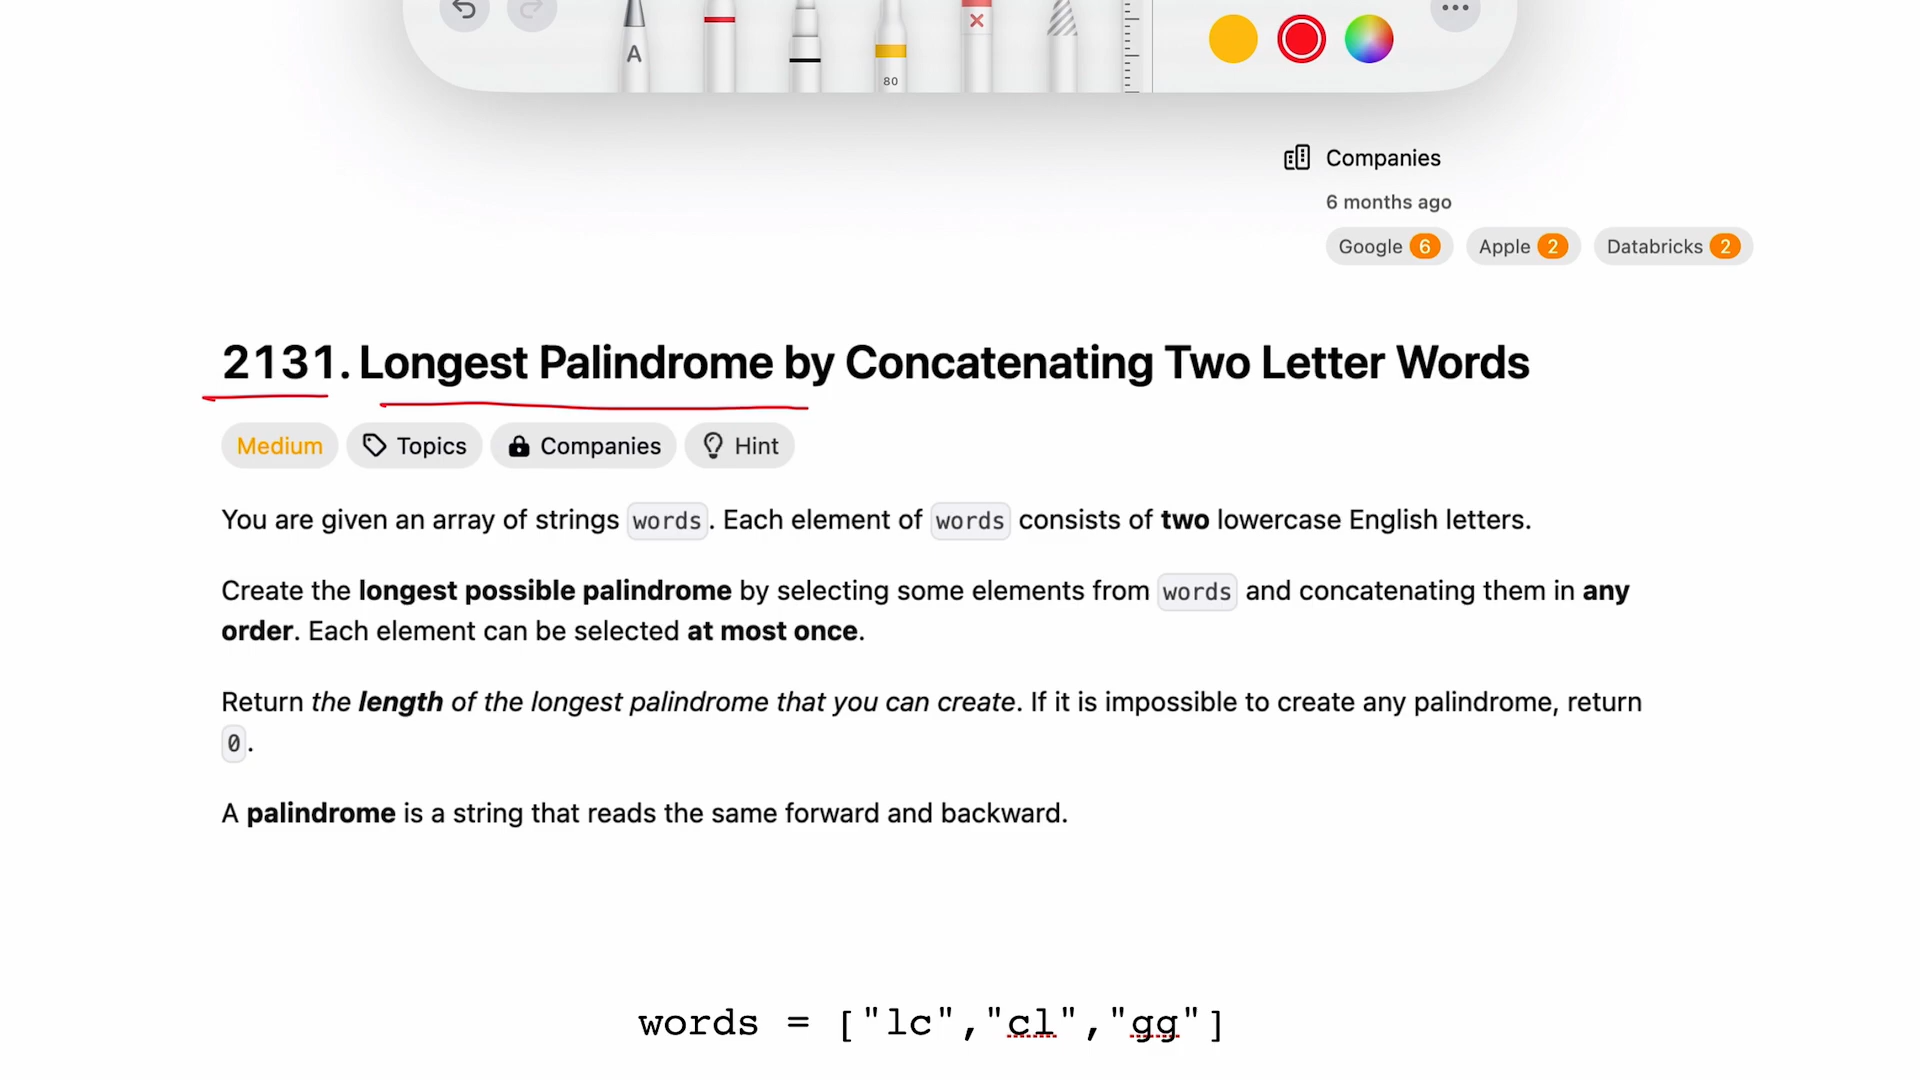 A
80
Companies
6 months ago
Google 6 Apple 2 Databricks 2
2131. Longest Palindrome by Concatenating Two Letter Words
Medium Topics Companies Hint
You are given an array of strings words. Each element of words consists of two lowercase English letters.
Create the longest possible palindrome by selecting some elements from words and concatenating them in any
order. Each element can be selected at most once.
Return the length of the longest palindrome that you can create. If it is impossible to create any palindrome, return
0.
A palindrome is a string that reads the same forward and backward.
words = ["lc","cl","gg"]